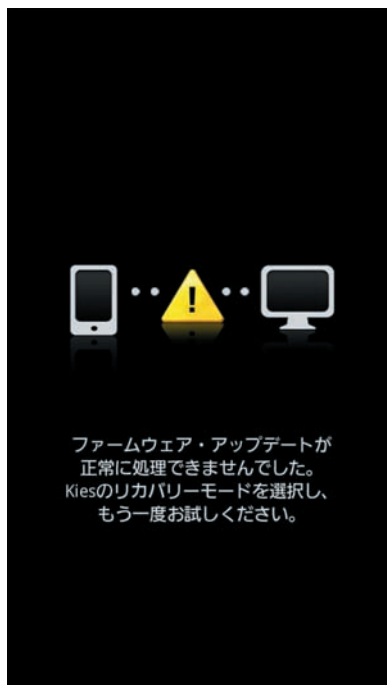 ファームウェア・アップデートが
正常に処理できませんでした。
Kiesのリカバリーモードを選択し、
もう一度お試しください。